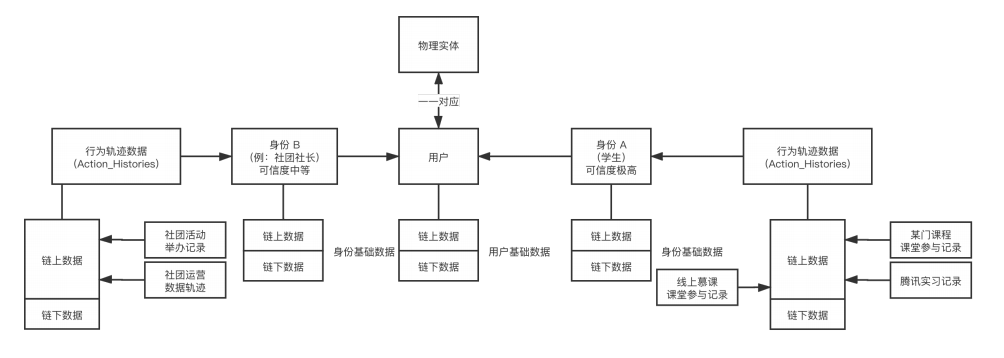 物理实体
一一对应
行为轨迹数据
（Action_Histories）
身份 B
（例：社团社长）
可信度中等
用户
身份 A
（学生）
可信度极高
行为轨迹数据
（Action_Histories）
链上数据
链下数据
社团活动
举办记录
社团运营
数据轨迹
链上数据
链下数据
身份基础数据
链上数据
链下数据
用户基础数据
链上数据
链下数据
身份基础数据
线上慕课
课堂参与记录
链上数据
链下数据
某门课程
课堂参与记录
腾讯实习记录